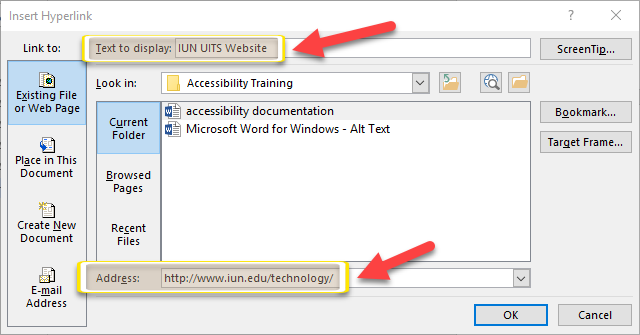 Insert Hyperlink
Link to:
Text to display: IUN UITS Website
ScreenTip...
Existing File
or Web Page
Look in: Accessibility Training
Current
Folder
accessibility documentation
Microsoft Word for Windows - Alt Text
Bookmark...
Target Frame...
Place in This
Document
Browsed
Pages
Create New
Document
Recent
Files
E-mail
Address
Address: http://www.iun.edu/technology/
OK
Cancel